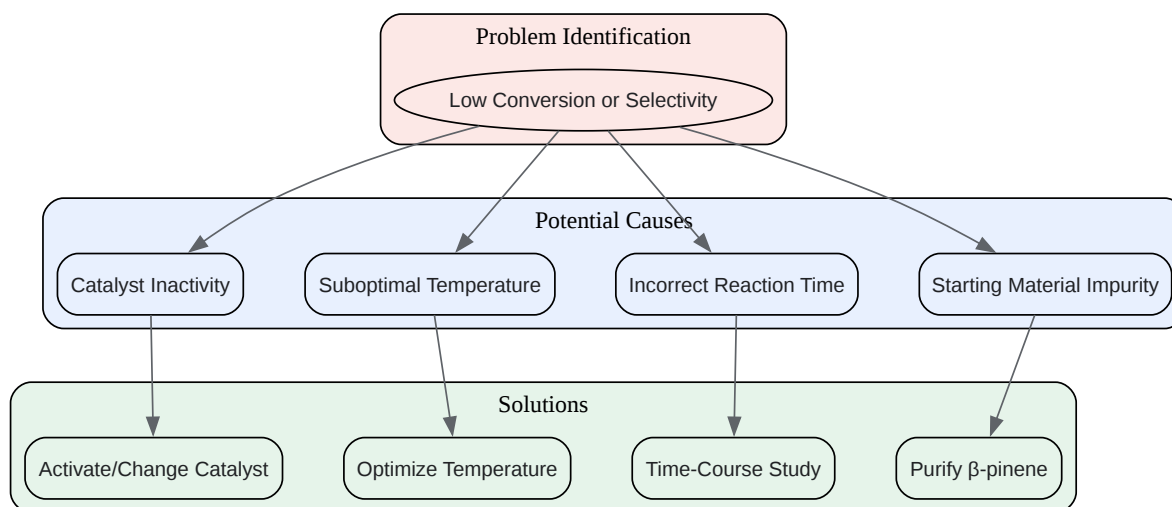 Problem Identification
Low Conversion or Selectivity
Potential Causes
Catalyst Inactivity
Suboptimal Temperature
Incorrect Reaction Time
Starting Material Impurity
Solutions
Activate/Change Catalyst
Optimize Temperature
Time-Course Study
Purify β-pinene